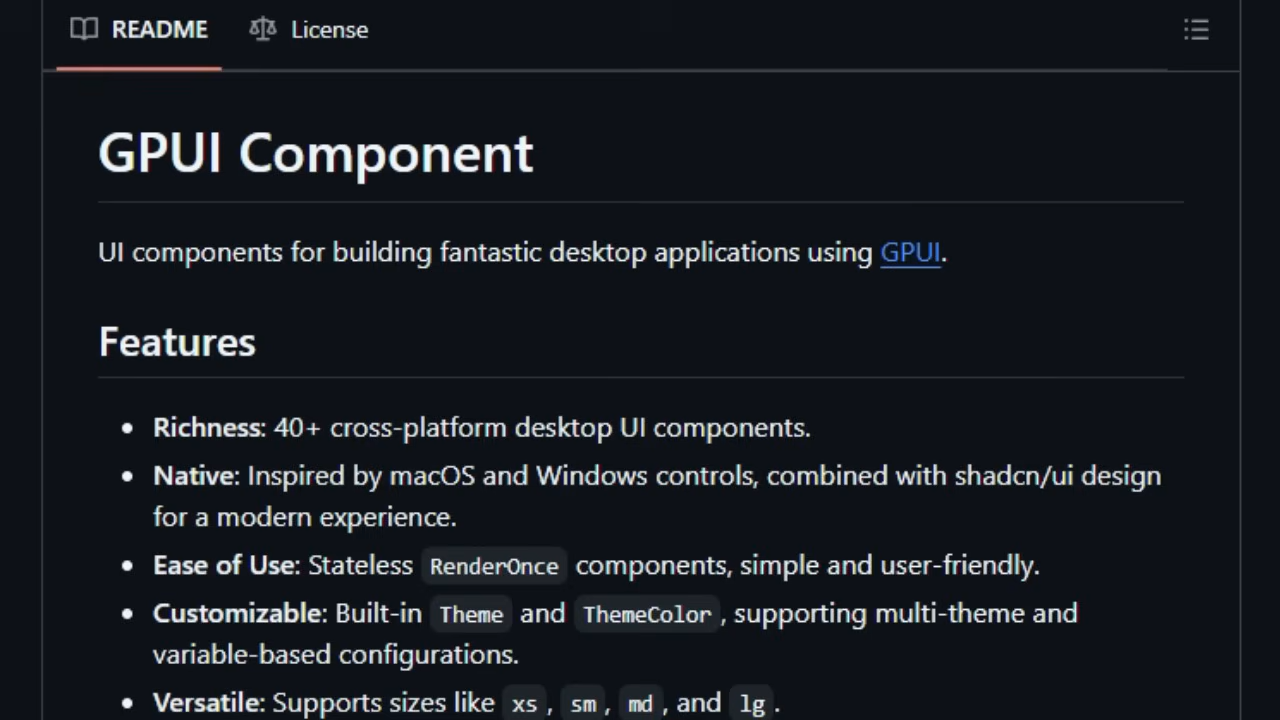 README License
GPUI Component
UI components for building fantastic desktop applications using GPUI.
Features
• Richness: 40+ cross-platform desktop UI components.
• Native: Inspired by macOS and Windows controls, combined with shadcn/ui design
for a modern experience.
• Ease of Use: Stateless RenderOnce components, simple and user-friendly.
• Customizable: Built-in Theme and ThemeColor, supporting multi-theme and
variable-based configurations.
• Versatile: Supports sizes like xs, sm, md, and lg.